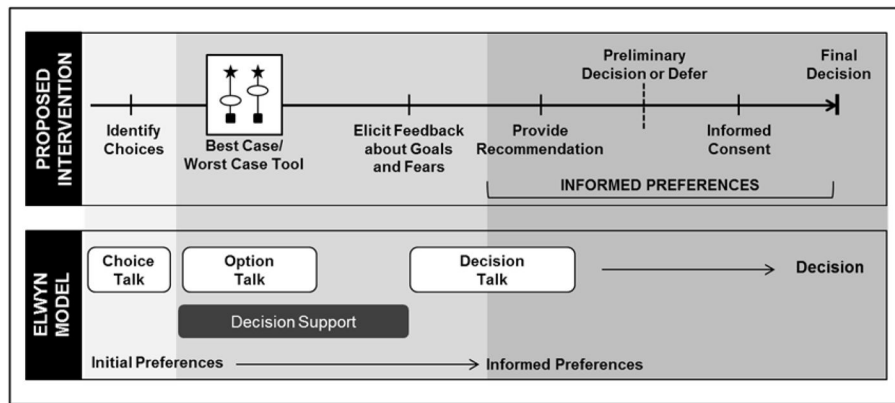 PROPOSED
INTERVENTION
Identify
Choices
Best Case/
Worst Case Tool
Elicit Feedback
about Goals
and Fears
Provide
Recommendation
Preliminary
Decision or Defer
Informed
Consent
Final
Decision
INFORMED PREFERENCES
ELWYN
MODEL
Choice
Talk
Option
Talk
Decision
Talk
Decision
Decision Support
Initial Preferences
Informed Preferences